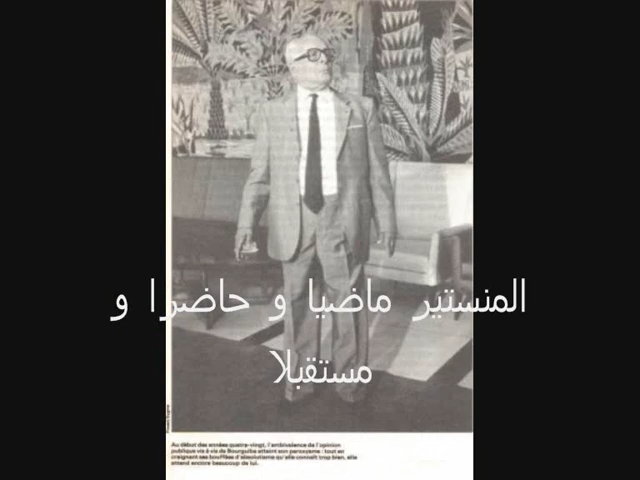 المنستير ماضيا و حاضرا و
مستقبلا
Au début des années quatre-vingt, l'ambivalence de l'opinion
publique vis à vis de Bourguiba atteint son paroxysme : tout en
craignant ses bouffées d'absolutisme qu'elle connaît trop bien, elle
attend encore beaucoup de lui.